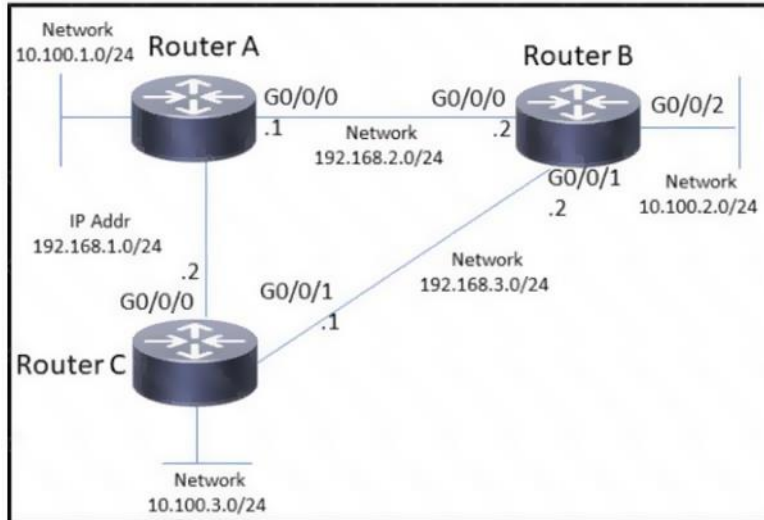 Network
10.100.1.0/24
Router A
Router B
G0/0/0
.1
G0/0/0
.2
G0/0/2
Network
192.168.2.0/24
G0/0/1
.2
Network
10.100.2.0/24
IP Addr
192.168.1.0/24
.2
G0/0/0
G0/0/1
.1
Network
192.168.3.0/24
Router C
Network
10.100.3.0/24